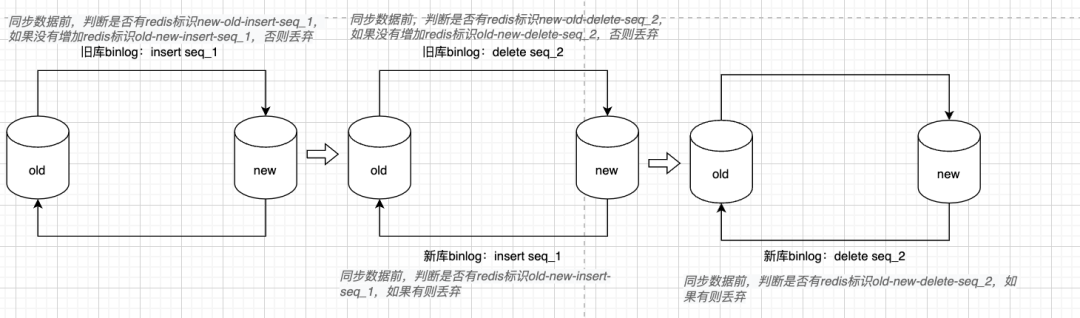 同步数据前，判断是否有redis标识new-old-insert-seq_1，
如果没有增加redis标识old-new-insert-seq_1，否则丢弃
旧库binlog：insert seq_1
old
new
同步数据前，判断是否有redis标识new-old-delete-seq_2，
如果没有增加redis标识old-new-delete-seq_2，否则丢弃
旧库binlog：delete seq_2
old
new
新库binlog：insert seq_1
同步数据前，判断是否有redis标识old-new-insert-
seq_1，如果有则丢弃
old
new
新库binlog：delete seq_2
同步数据前，判断是否有redis标识old-new-delete-seq_2，如
果有则丢弃